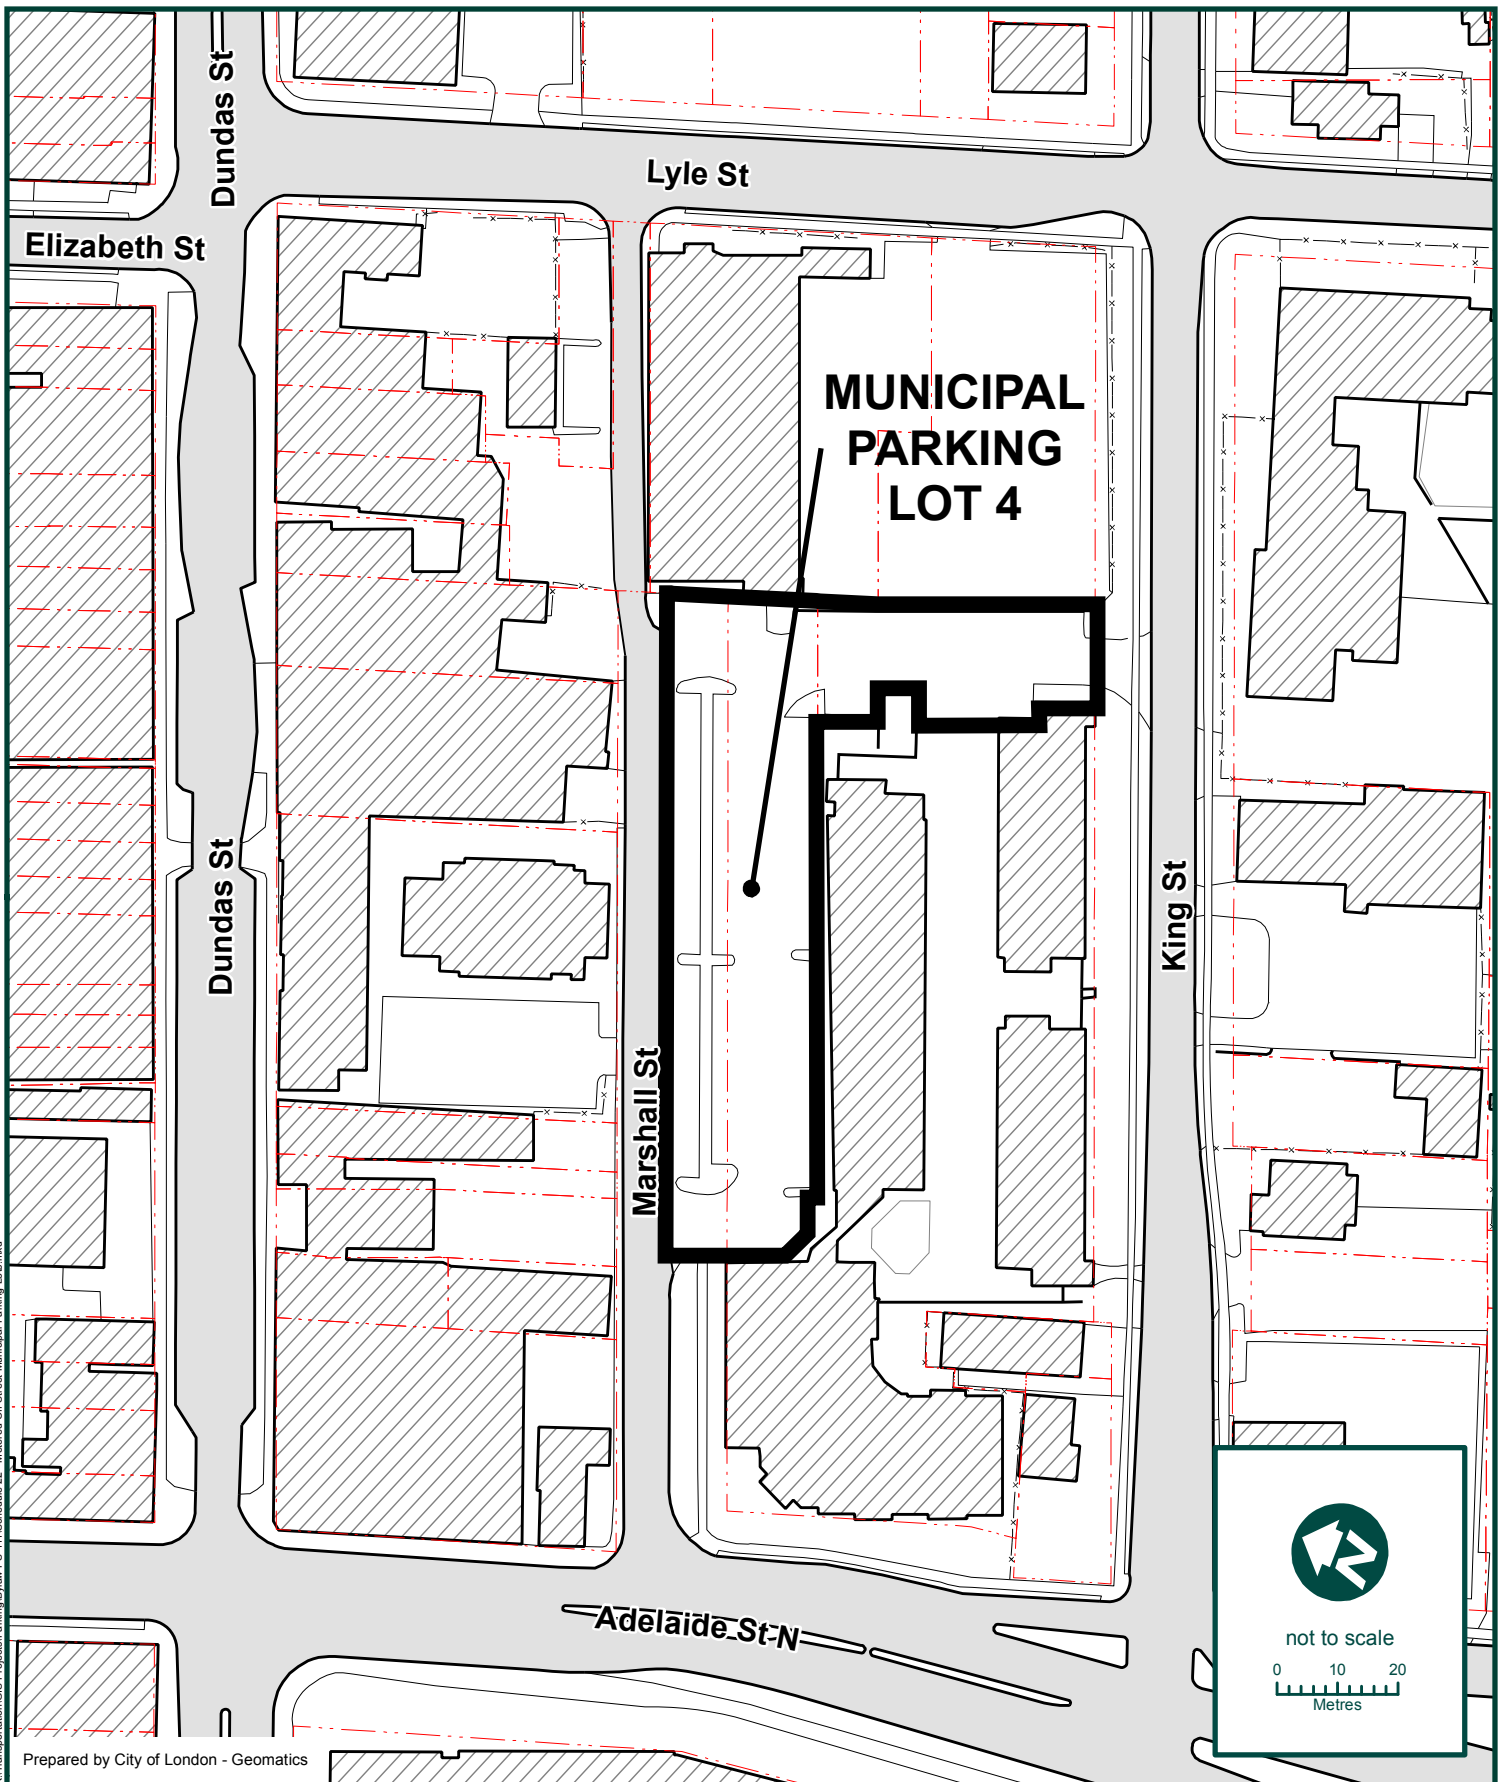 Dundas St
Lyle St
Elizabeth St
MUNICIPAL
PARKING
LOT 4
Dundas St
King St
Marshall St
Adelaide St N
not to scale
0 10 20
Metres
Prepared by City of London - Geomatics